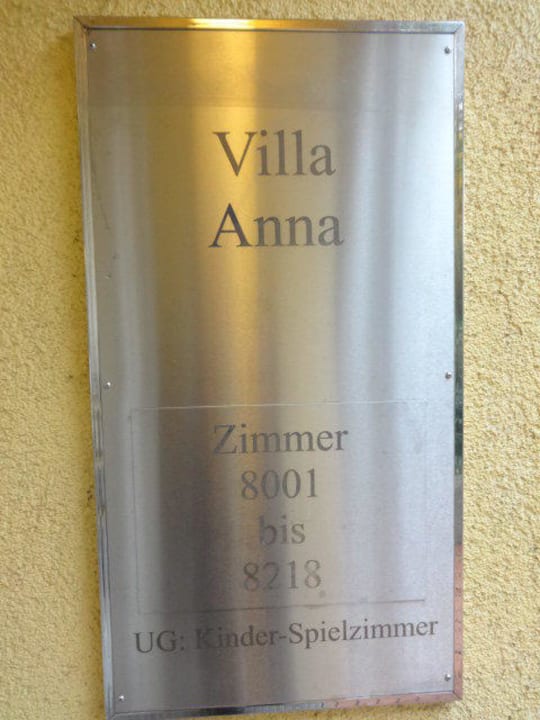 Villa
Anna
Zimmer
8001
bis
8218
UG: Kinder-Spielzimmer